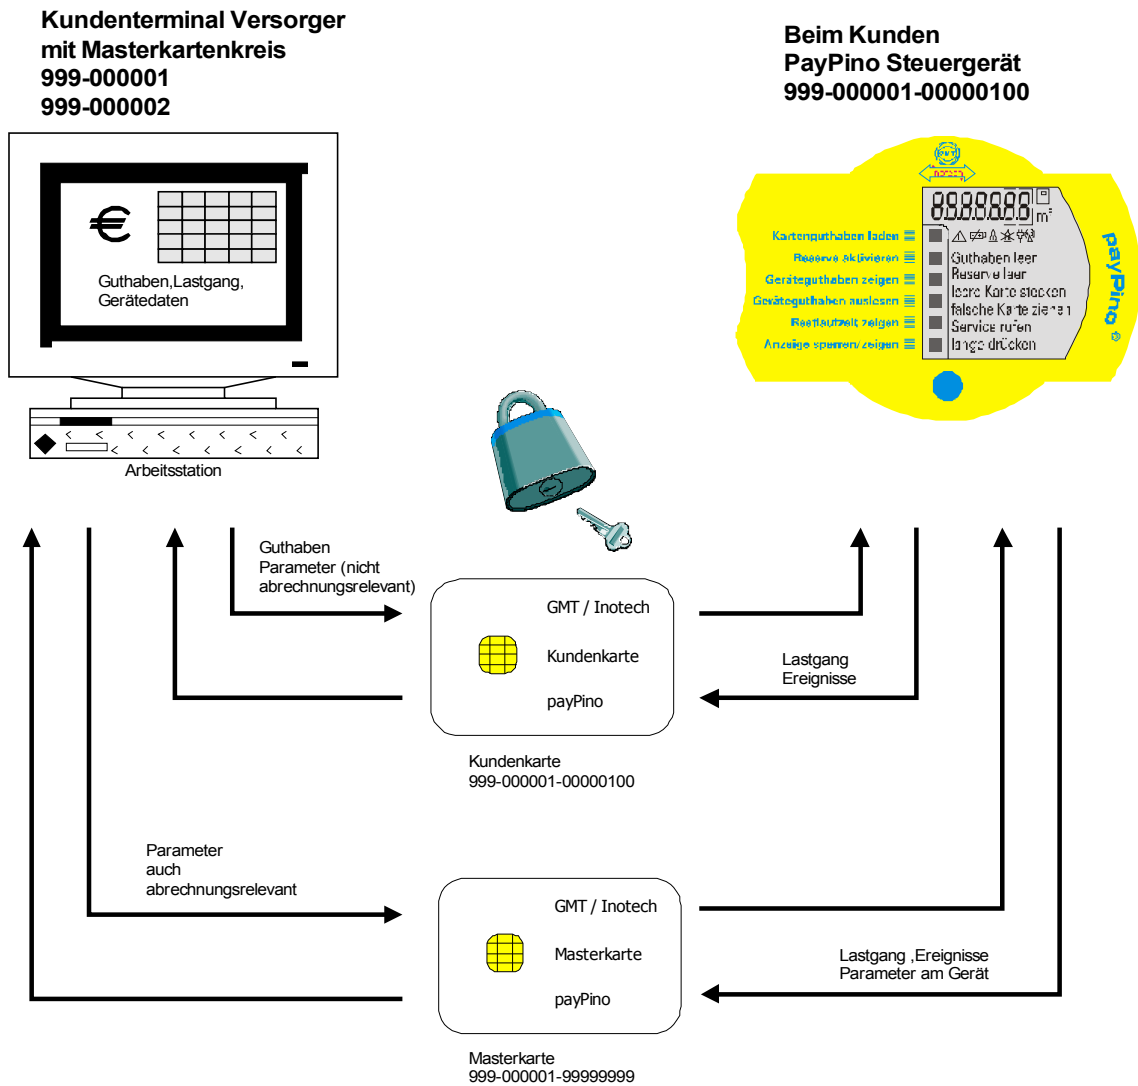 Kundenterminal Versorger
mit Masterkartenkreis
999-000001
999-000002
Beim Kunden
PayPino Steuergerät
999-000001-00000100
€
Guthaben,Lastgang,
Gerätedaten
Arbeitsstation
m³
Kartenguthaben laden
Reserve aktivieren
Geräteguthaben zeigen
Geräteguthaben auslesen
Restlaufzeit zeigen
Anzeige sperren/zeigen
Guthaben leer
Reserve leer
leere Karte stecken
falsche Karte ziehen
Service rufen
lange drücken
payPino ©
Guthaben
Parameter (nicht
abrechnungsrelevant)
GMT / Inotech
Kundenkarte
payPino
Kundenkarte
999-000001-00000100
Lastgang
Ereignisse
Parameter
auch
abrechnungsrelevant
GMT / Inotech
Masterkarte
payPino
Masterkarte
999-000001-99999999
Lastgang ,Ereignisse
Parameter am Gerät